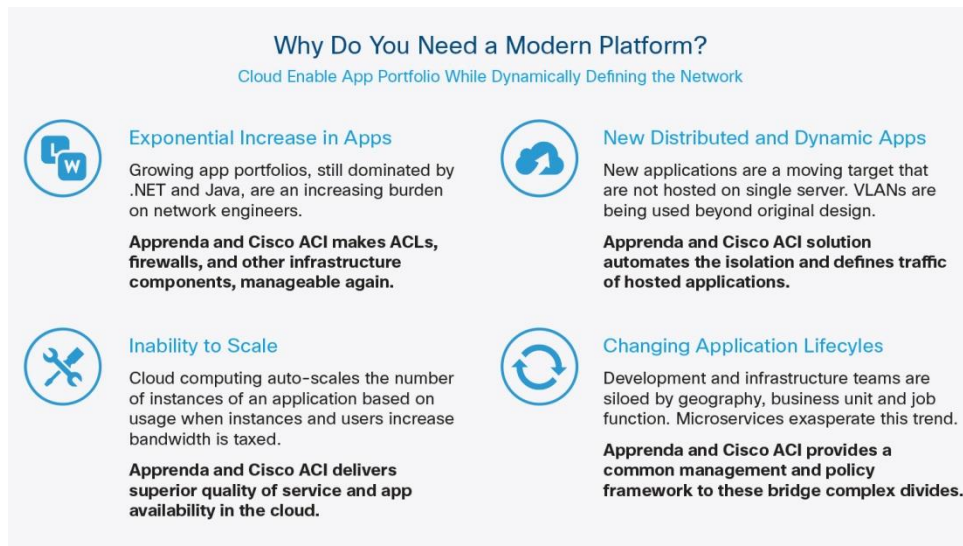 Why Do You Need a Modern Platform?
Cloud Enable App Portfolio While Dynamically Defining the Network
L
W
Exponential Increase in Apps
Growing app portfolios, still dominated by
.NET and Java, are an increasing burden
on network engineers.
Apprenda and Cisco ACI makes ACLs,
firewalls, and other infrastructure
components, manageable again.
New Distributed and Dynamic Apps
New applications are a moving target that
are not hosted on single server. VLANs are
being used beyond original design.
Apprenda and Cisco ACI solution
automates the isolation and defines traffic
of hosted applications.
Inability to Scale
Cloud computing auto-scales the number
of instances of an application based on
usage when instances and users increase
bandwidth is taxed.
Apprenda and Cisco ACI delivers
superior quality of service and app
availability in the cloud.
Changing Application Lifecyles
Development and infrastructure teams are
siloed by geography, business unit and job
function. Microservices exasperate this trend.
Apprenda and Cisco ACI provides a
common management and policy
framework to these bridge complex divides.